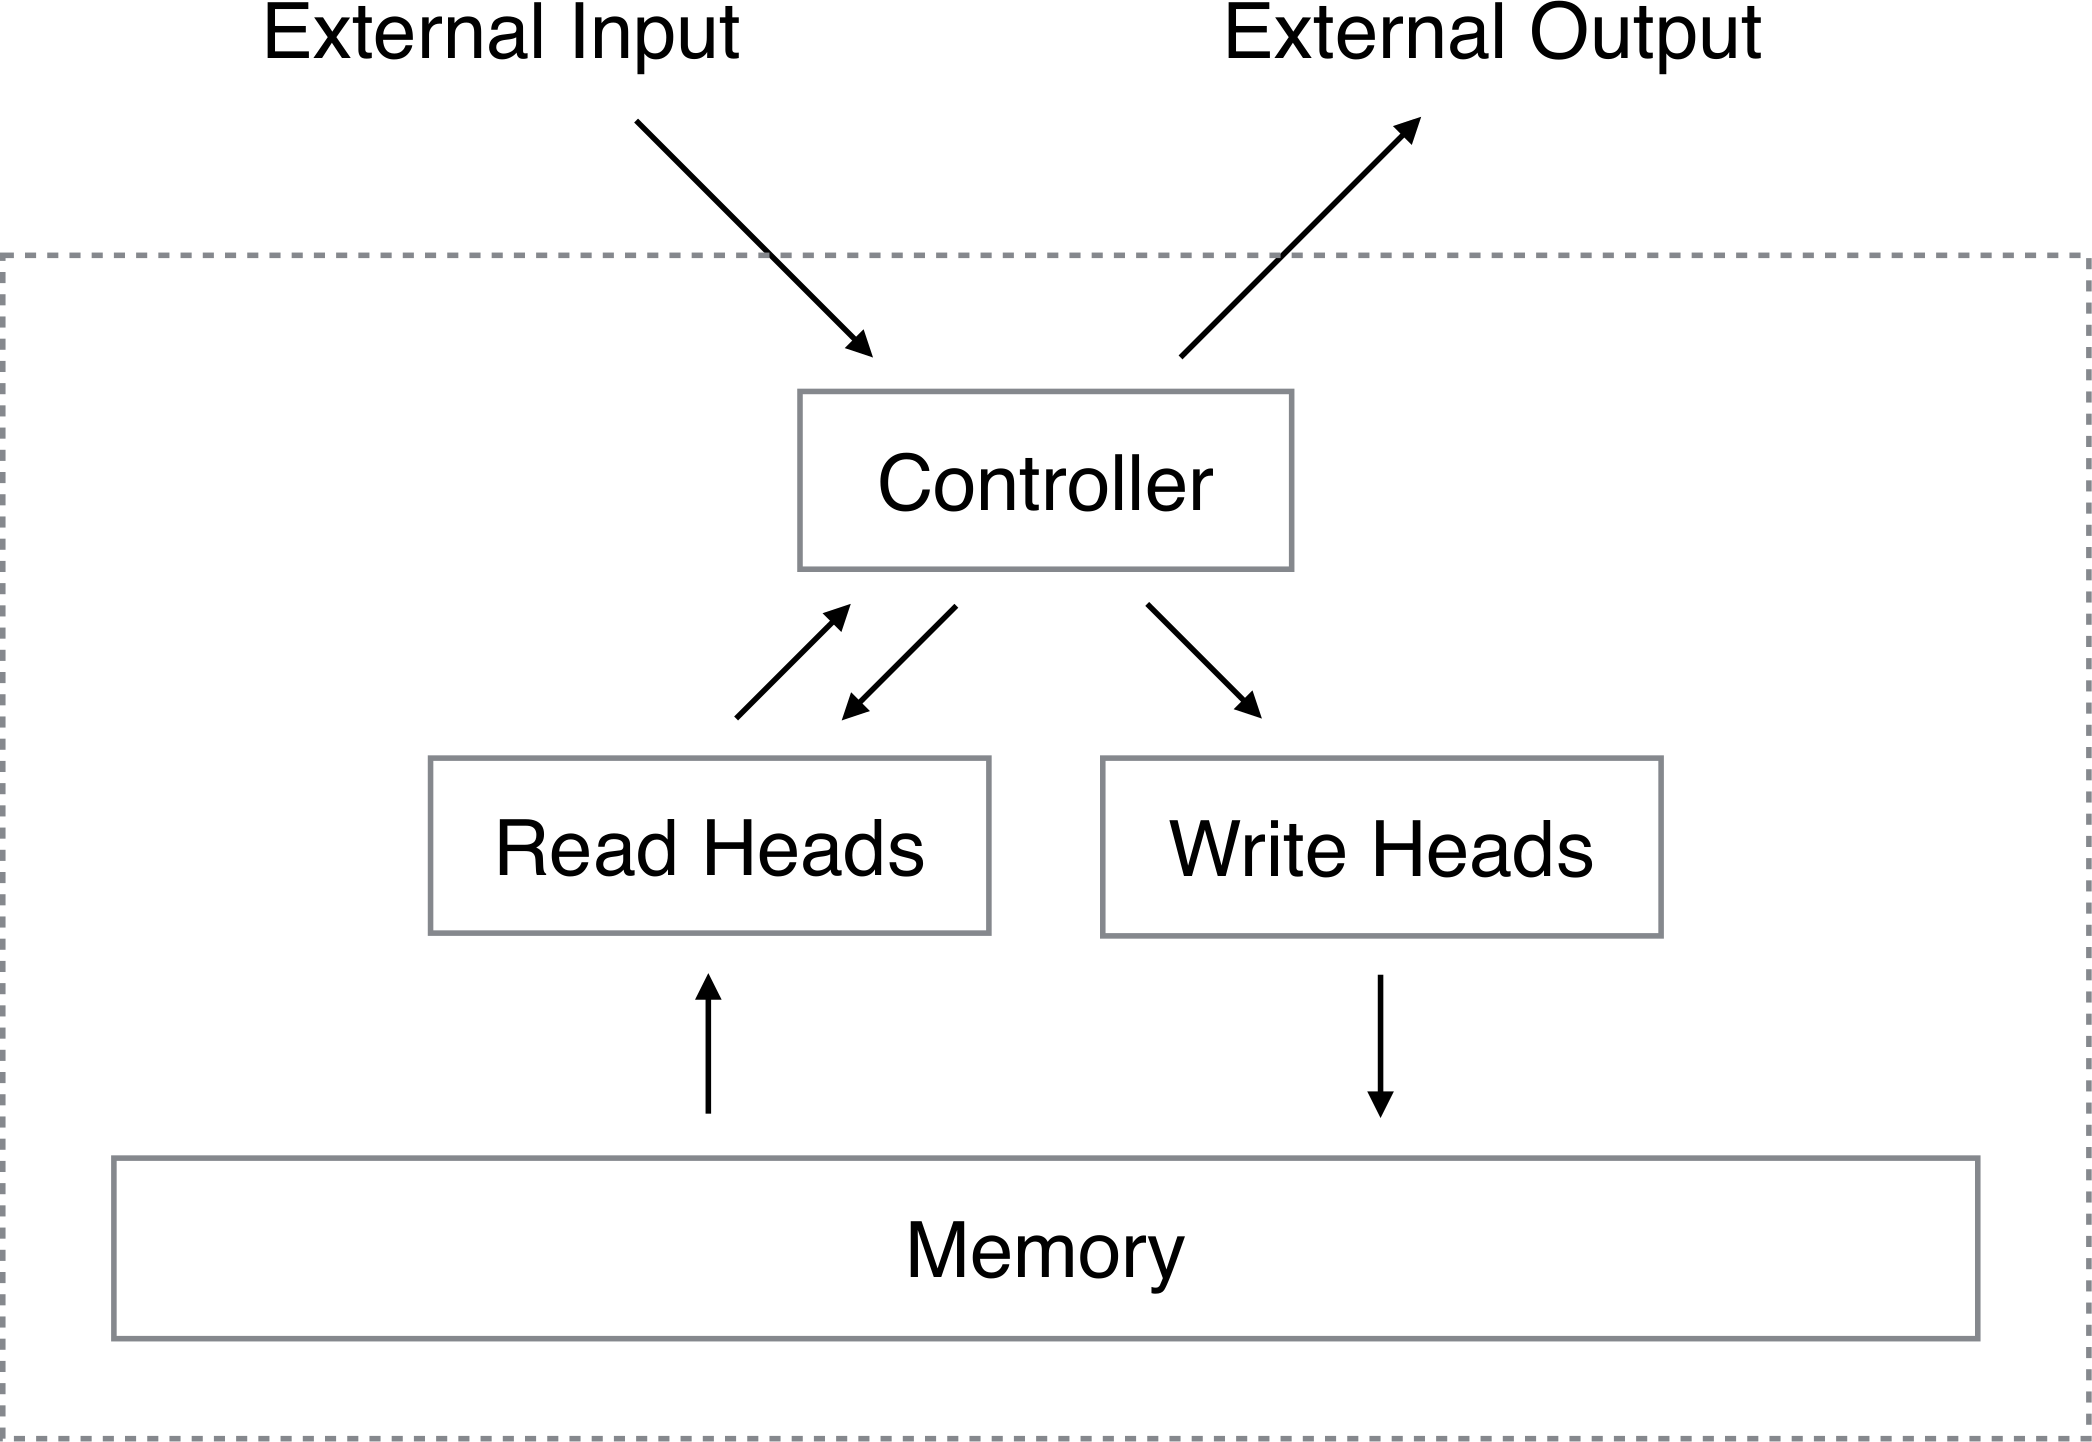 External Input
External Output
Controller
Read Heads
Write Heads
Memory